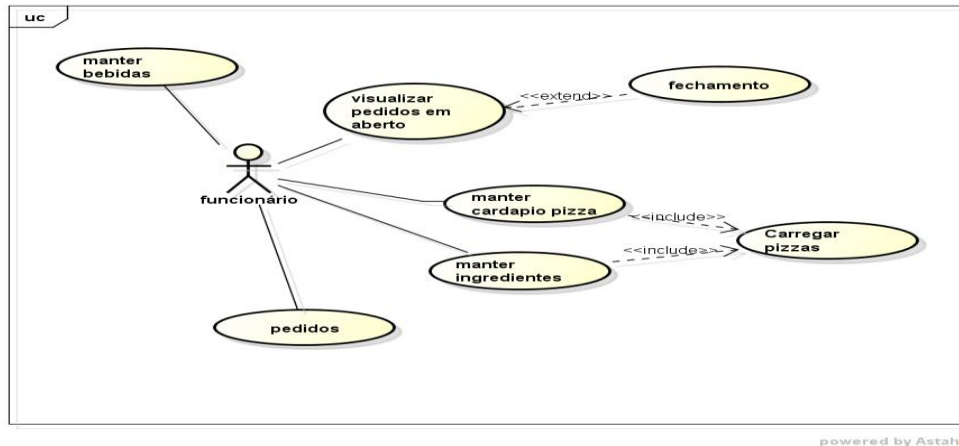 uc
manter
bebidas
visualizar
pedidos em
aberto
<<extend>>
fechamento
funcionário
manter
cardapio pizza
<<include>>
Carregar
pizzas
<<include>>
manter
ingredientes
pedidos
powered by Astah